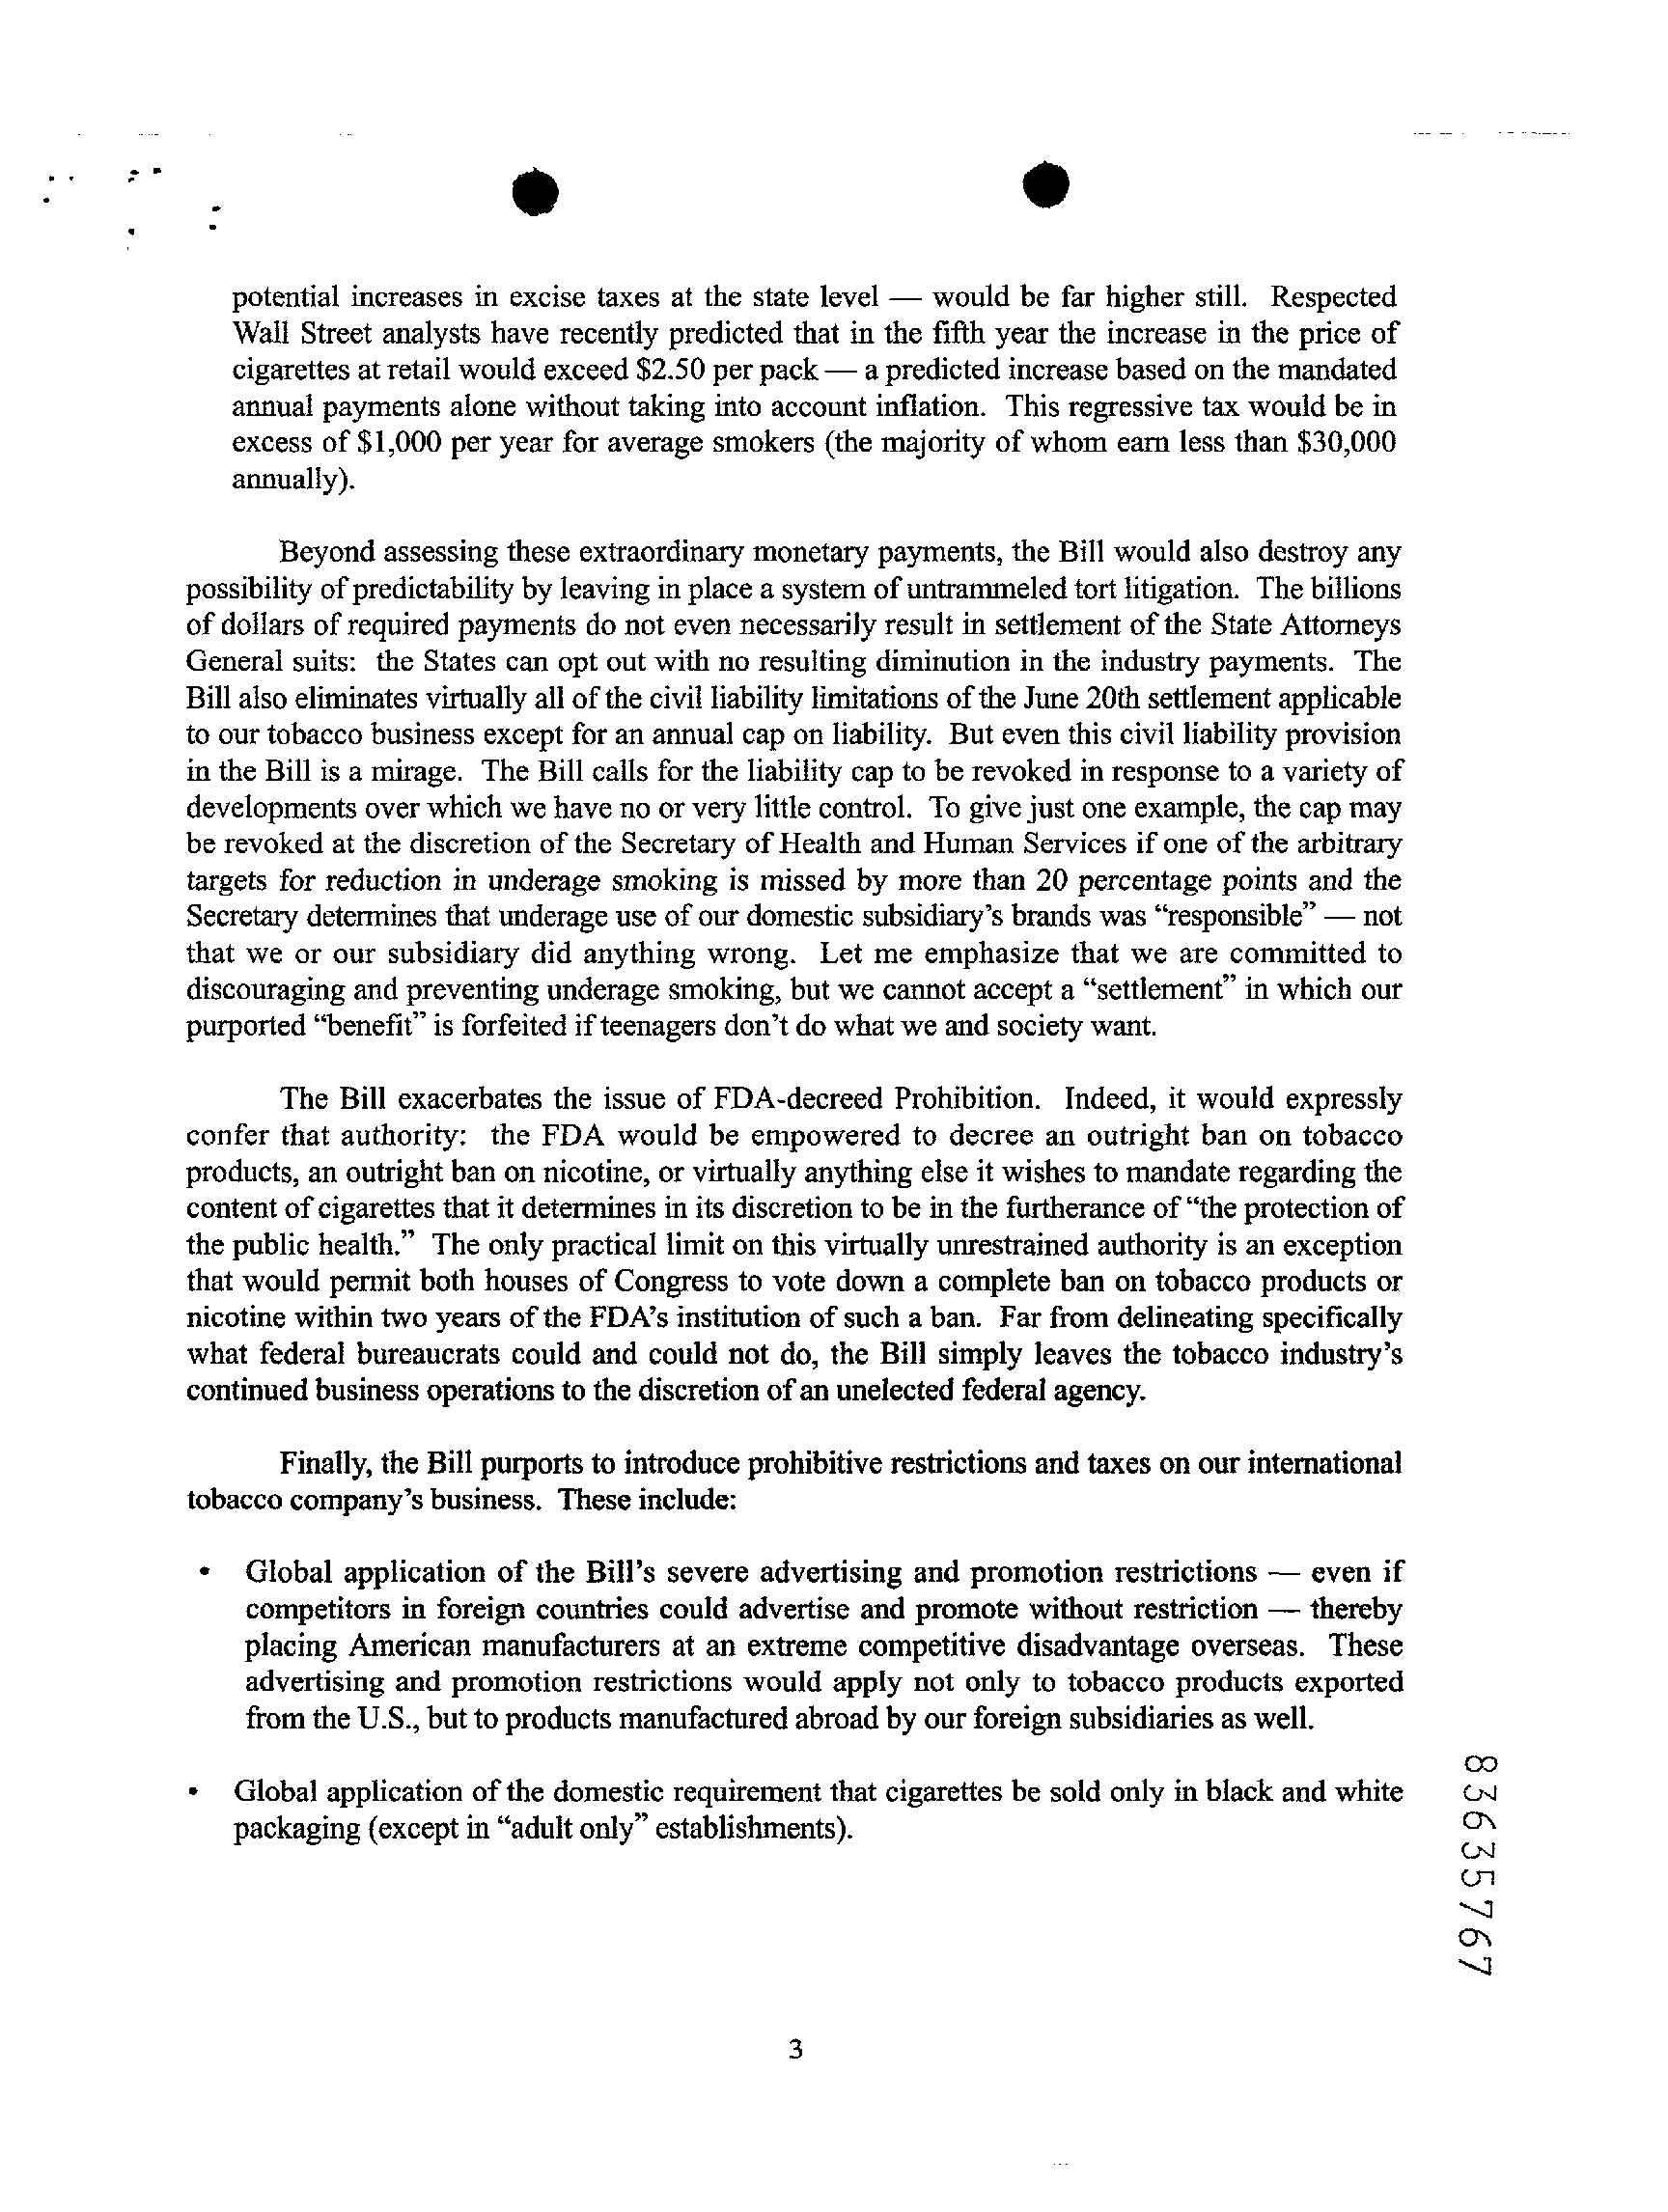 potential increases in excise taxes at the state level — would be far higher still. Respected
Wall Street analysts have recently predicted that in the fifth year the increase in the price of
cigarettes at retail would exceed $2.50 per pack — a predicted increase based on the mandated
annual payments alone without taking into account inflation. This regressive tax would be in
excess of $1,000 per year for average smokers (the majority of whom earn less than $30,000
annually).
Beyond assessing these extraordinary monetary payments, the Bill would also destroy any
possibility of predictability by leaving in place a system of untrammeled tort litigation. The billions
of dollars of required payments do not even necessarily result in settlement of the State Attorneys
General suits: the States can opt out with no resulting diminution in the industry payments. The
Bill also eliminates virtually all of the civil liability limitations of the June 20th settlement applicable
to our tobacco business except for an annual cap on liability. But even this civil liability provision
in the Bill is a mirage. The Bill calls for the liability cap to be revoked in response to a variety of
developments over which we have no or very little control. To give just one example, the cap may
be revoked at the discretion of the Secretary of Health and Human Services if one of the arbitrary
targets for reduction in underage smoking is missed by more than 20 percentage points and the
Secretary determines that underage use of our domestic subsidiary's brands was “responsible” — not
that we or our subsidiary did anything wrong. Let me emphasize that we are committed to
discouraging and preventing underage smoking, but we cannot accept a “settlement” in which our
purported “benefit” is forfeited if teenagers don't do what we and society want.
The Bill exacerbates the issue of FDA-decreed Prohibition. Indeed, it would expressly
confer that authority: the FDA would be empowered to decree an outright ban on tobacco
products, an outright ban on nicotine, or virtually anything else it wishes to mandate regarding the
content of cigarettes that it determines in its discretion to be in the furtherance of “the protection of
the public health.” The only practical limit on this virtually unrestrained authority is an exception
that would permit both houses of Congress to vote down a complete ban on tobacco products or
nicotine within two years of the FDA's institution of such a ban. Far from delineating specifically
what federal bureaucrats could and could not do, the Bill simply leaves the tobacco industry's
continued business operations to the discretion of an unelected federal agency.
Finally, the Bill purports to introduce prohibitive restrictions and taxes on our international
tobacco company's business. These include:
• Global application of the Bill's severe advertising and promotion restrictions — even if
competitors in foreign countries could advertise and promote without restriction — thereby
placing American manufacturers at an extreme competitive disadvantage overseas. These
advertising and promotion restrictions would apply not only to tobacco products exported
from the U.S., but to products manufactured abroad by our foreign subsidiaries as well.
• Global application of the domestic requirement that cigarettes be sold only in black and white
packaging (except in “adult only” establishments).
83635767
3